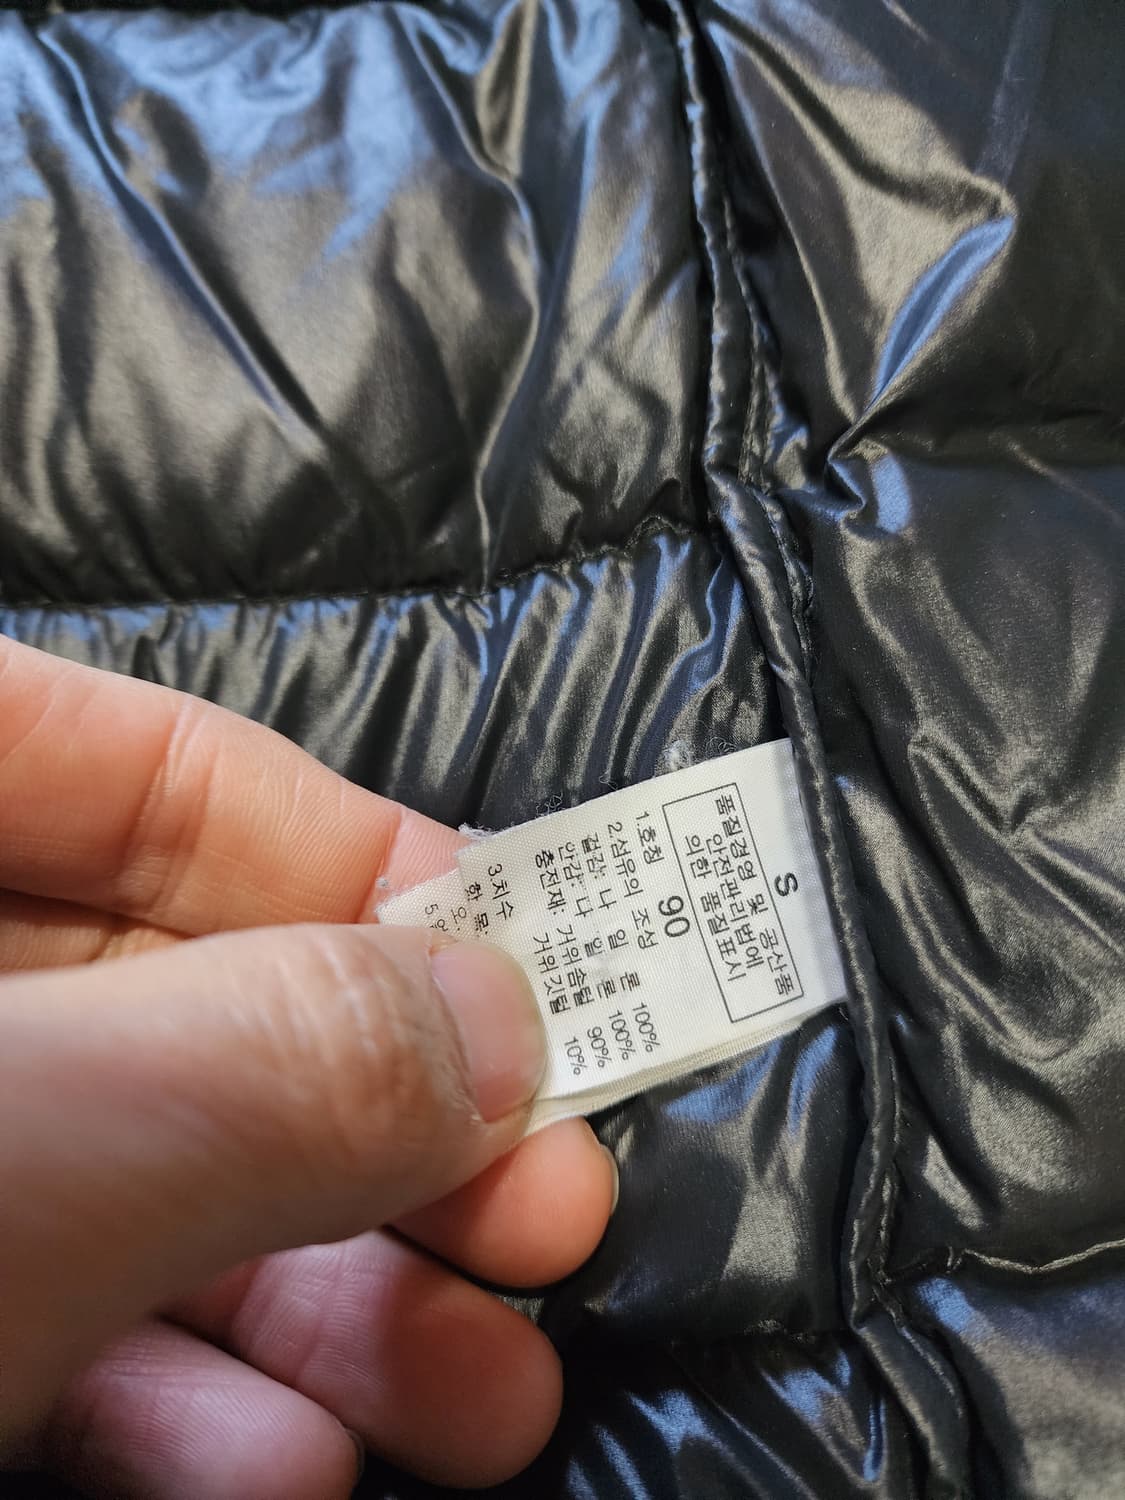 S
품질경영 및 공산품
안전관리법에
의한 품질표시
1.호칭 90
2.섬유의 조성
겉감: 나 일 론 100%
안감: 나 일 론 100%
충전재: 거위솜털 90%
거위깃털 10%
3.치수